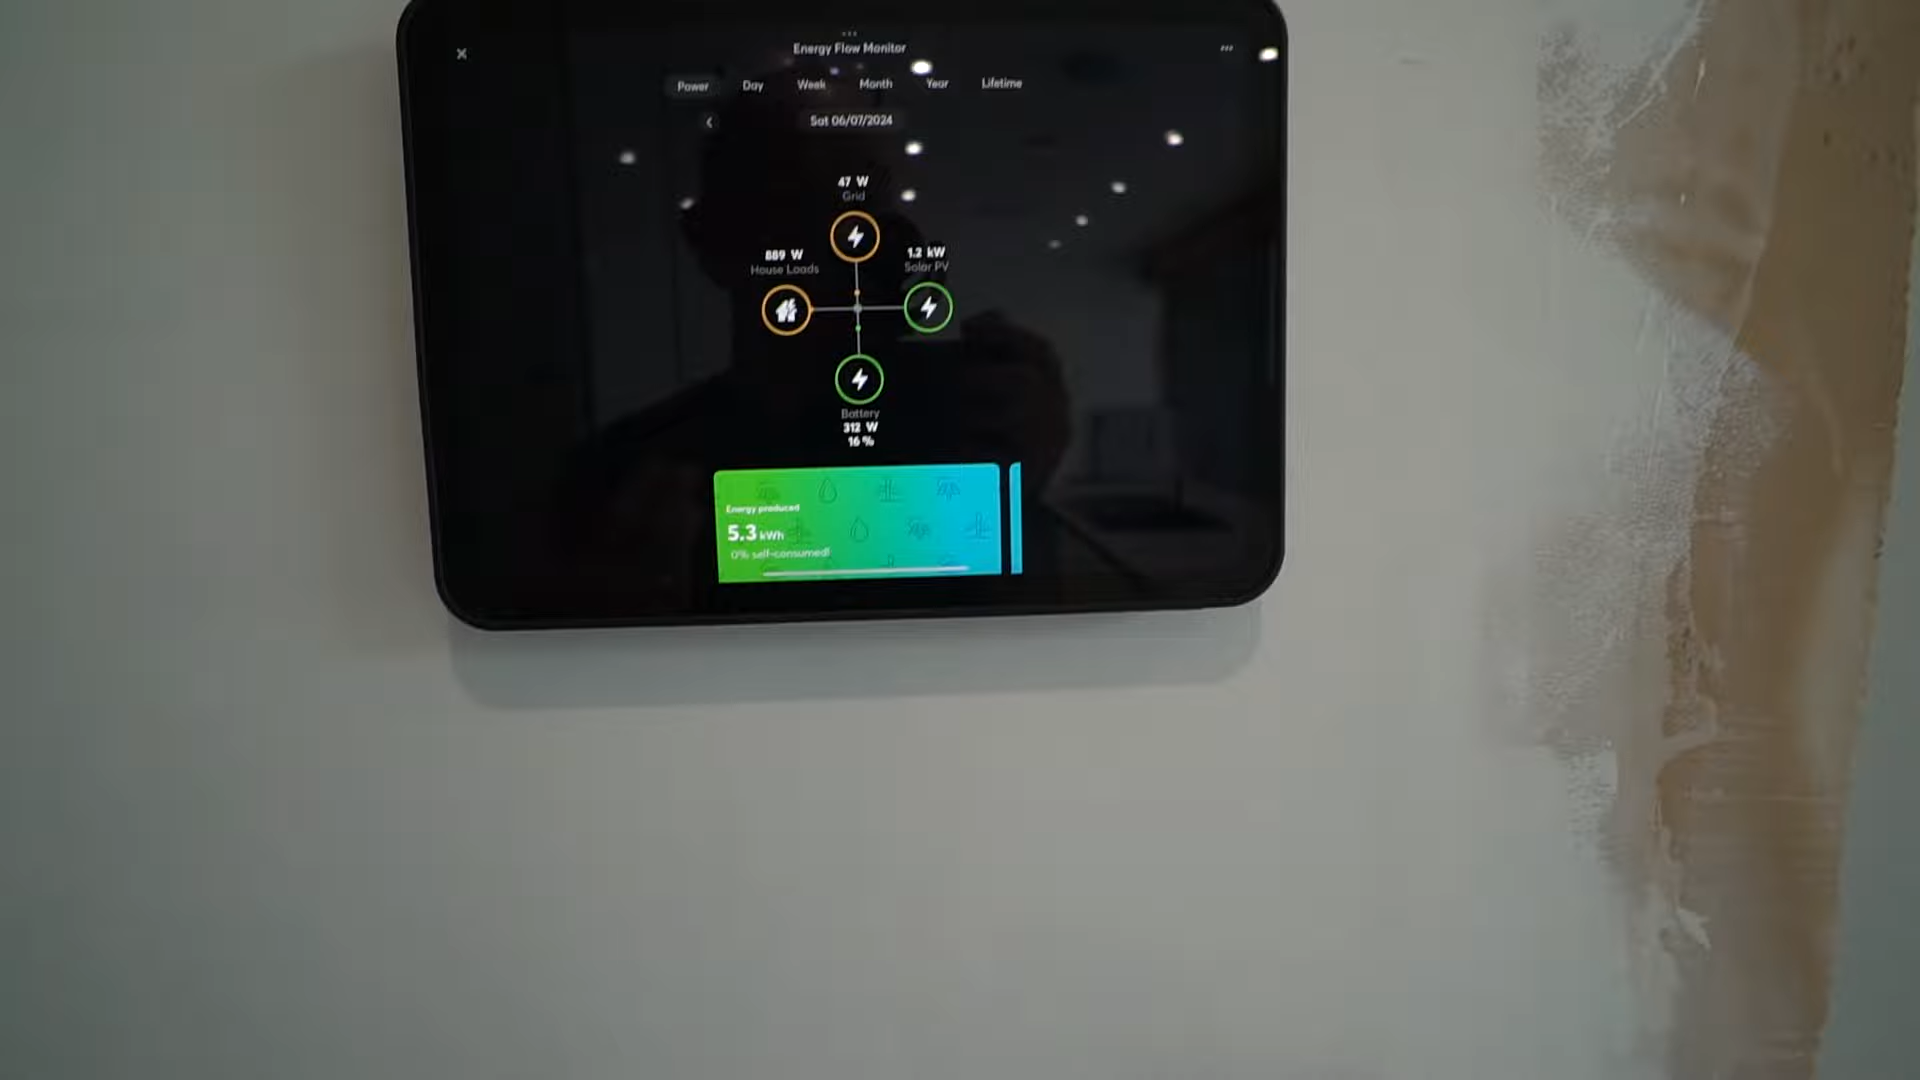 Energy Flow Monitor
Power Day Week Month Year Lifetime
Sat 06/07/2024
47 W
Grid
889 W
House Loads
1.2 kW
Solar PV
Battery
312 W
16 %
Energy produced
5.3 kWh
0% self-consumed!